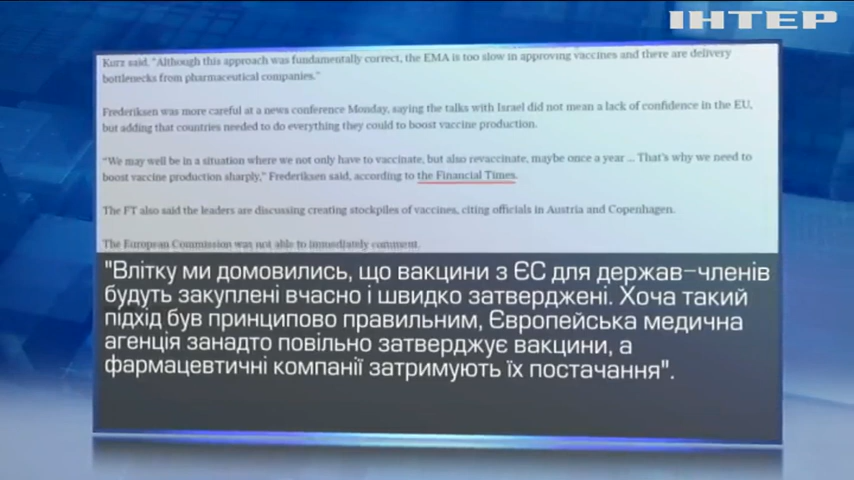 ІНТЕР
Kurz said. "Although this approach was fundamentally correct, the EMA is too slow in approving vaccines and there are delivery
bottlenecks from pharmaceutical companies."
Frederiksen was more careful at a news conference Monday, saying the talks with Israel did not mean a lack of confidence in the EU,
but adding that countries needed to do everything they could to boost vaccine production.
"We may well be in a situation where we not only have to vaccinate, but also revaccinate, maybe once a year ... That's why we need to
boost vaccine production sharply," Frederiksen said, according to the Financial Times.
The FT also said the leaders are discussing creating stockpiles of vaccines, citing officials in Austria and Copenhagen.
The European Commission was not able to immediately comment.
"Влітку ми домовились, що вакцини з ЄС для держав-членів
будуть закуплені вчасно і швидко затверджені. Хоча такий
підхід був принципово правильним, Європейська медична
агенція занадто повільно затверджує вакцини, а
фармацевтичні компанії затримують їх постачання".